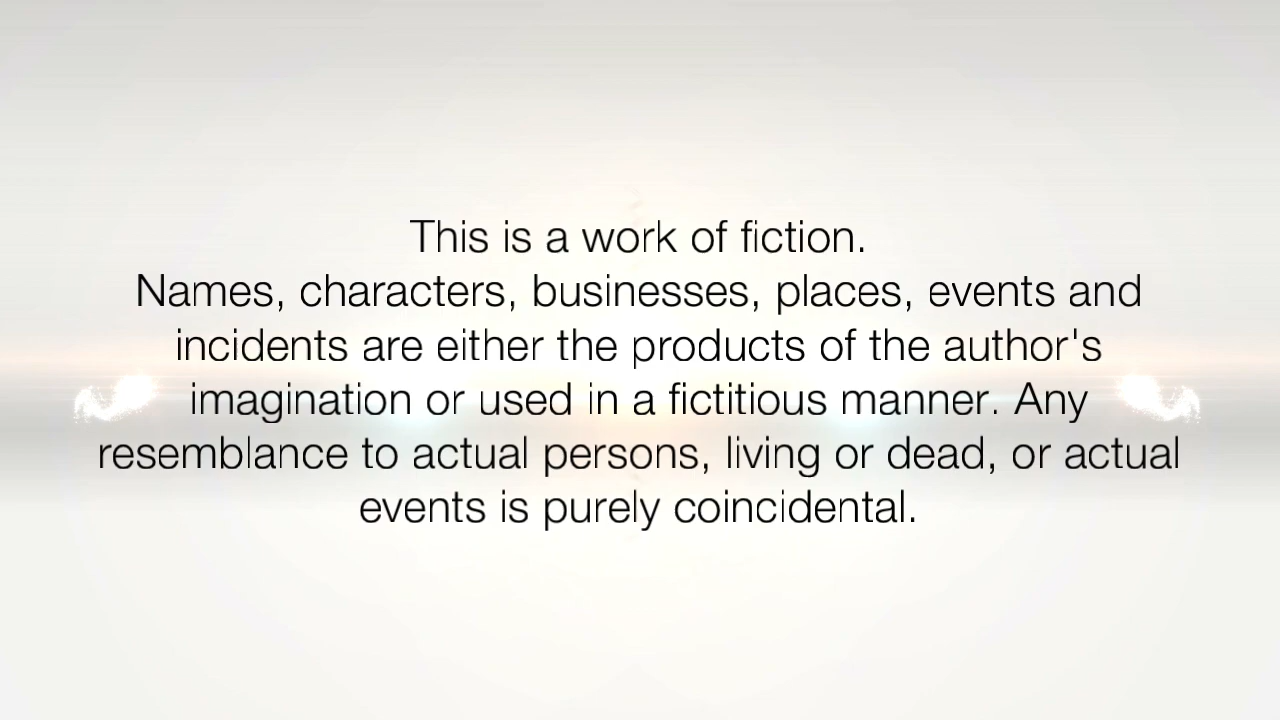 This is a work of fiction.
Names, characters, businesses, places, events and
incidents are either the products of the author's
imagination or used in a fictitious manner. Any
resemblance to actual persons, living or dead, or actual
events is purely coincidental.